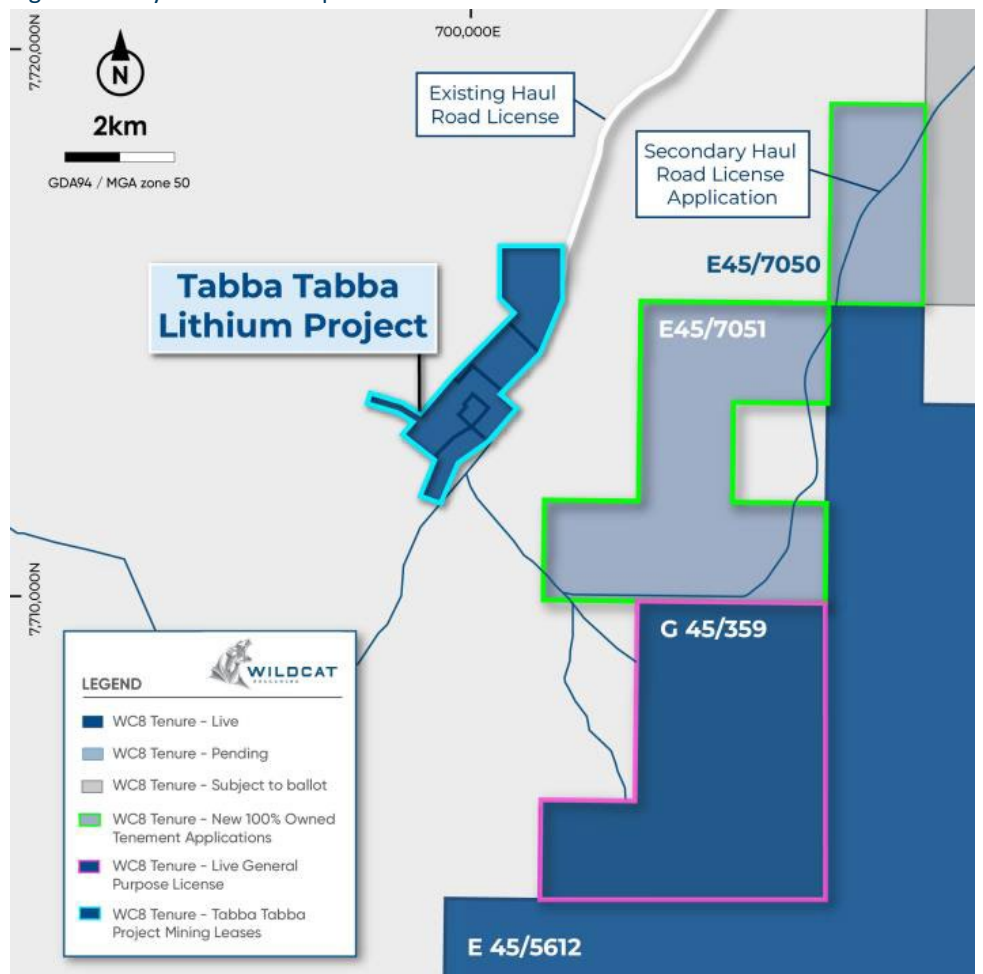 700,000E
7,720,000N
N
2km
GDA94 / MGA zone 50
Existing Haul
Road License
Secondary Haul
Road License
Application
E45/7050
Tabba Tabba
Lithium Project
E45/7051
7,710,000N
G 45/359
WILDCAT
LEGEND
WC8 Tenure - Live
WC8 Tenure - Pending
WC8 Tenure - Subject to ballot
WC8 Tenure - New 100% Owned
Tenement Applications
WC8 Tenure - Live General
Purpose License
WC8 Tenure - Tabba Tabba
Project Mining Leases
E 45/5612